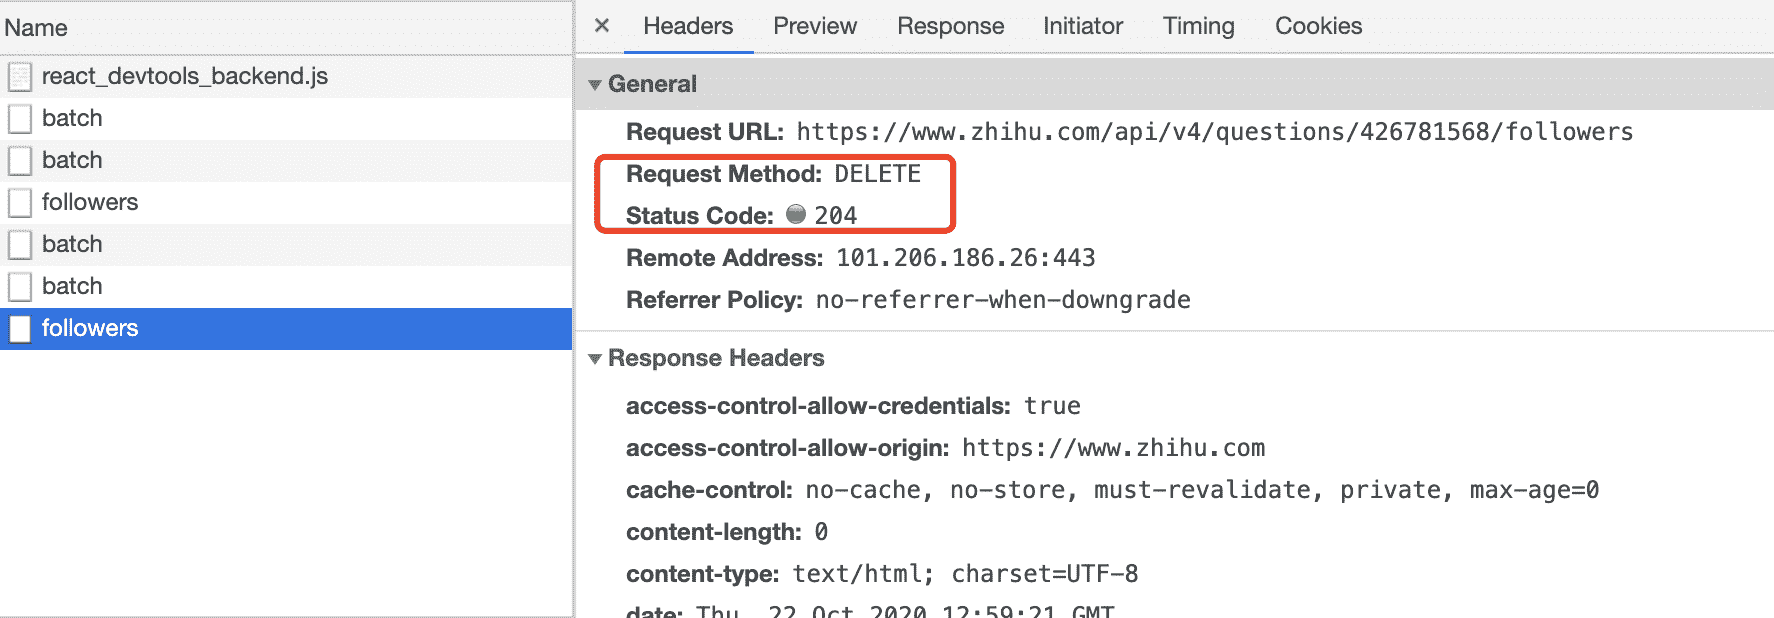 Name
react_devtools_backend.js
batch
batch
followers
batch
batch
followers
Headers Preview Response Initiator Timing Cookies
General
Request URL: https://www.zhihu.com/api/v4/questions/426781568/followers
Request Method: DELETE
Status Code: 204
Remote Address: 101.206.186.26:443
Referrer Policy: no-referrer-when-downgrade
Response Headers
access-control-allow-credentials: true
access-control-allow-origin: https://www.zhihu.com
cache-control: no-cache, no-store, must-revalidate, private, max-age=0
content-length: 0
content-type: text/html; charset=UTF-8
date: Thu, 22 Oct 2020 12:59:21 GMT